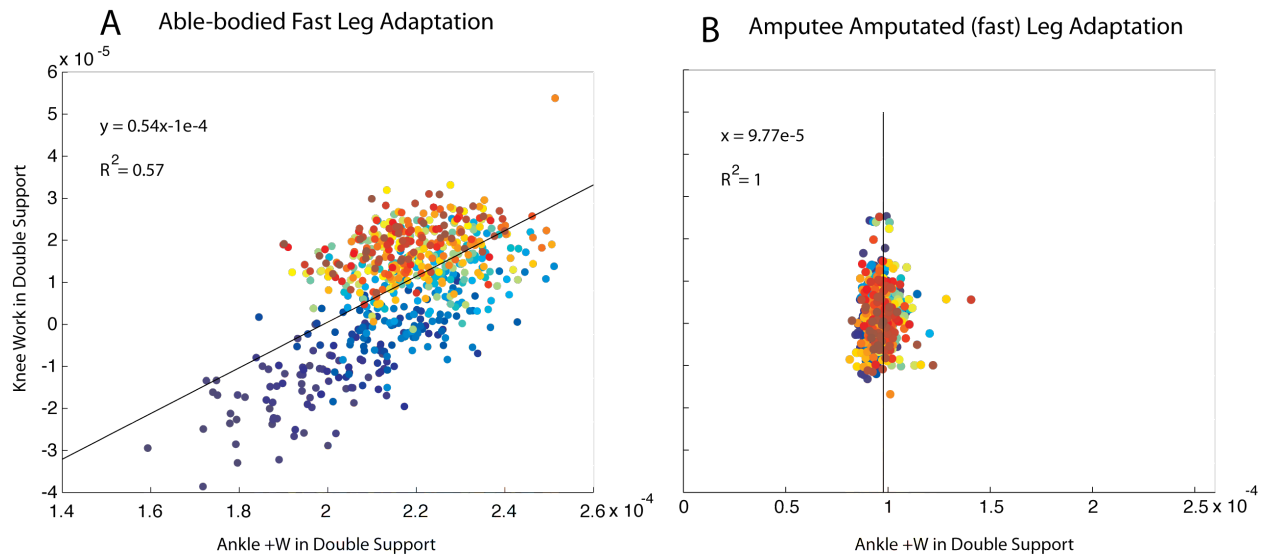 A Able-bodied Fast Leg Adaptation
x 10 -5
6
5
4
3
2
1
0
-1
-2
-3
-4
Knee Work in Double Support
y = 0.54x-1e-4
R2= 0.57
1.4 1.6 1.8 2 2.2 2.4 2.6 x 10 -4
Ankle +W in Double Support
B Amputee Amputated (fast) Leg Adaptation
x = 9.77e-5
R2= 1
0 0.5 1 1.5 2 2.5 x 10 -4
Ankle +W in Double Support